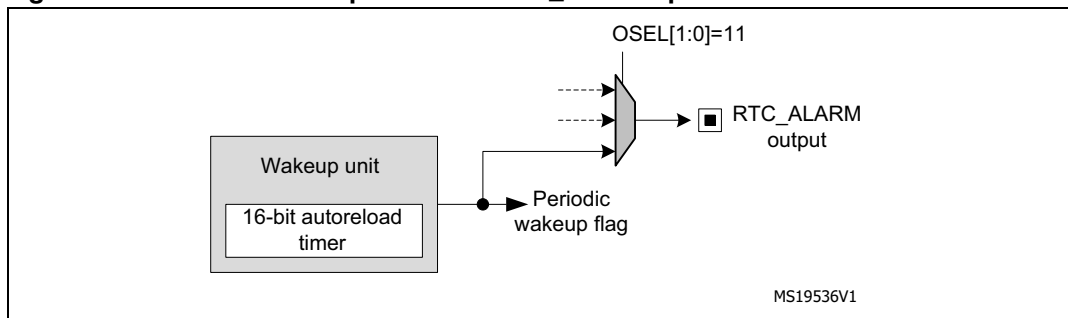 OSEL[1:0]=11
RTC_ALARM
output
Wakeup unit
16-bit autoreload
timer
Periodic
wakeup flag
MS19536V1